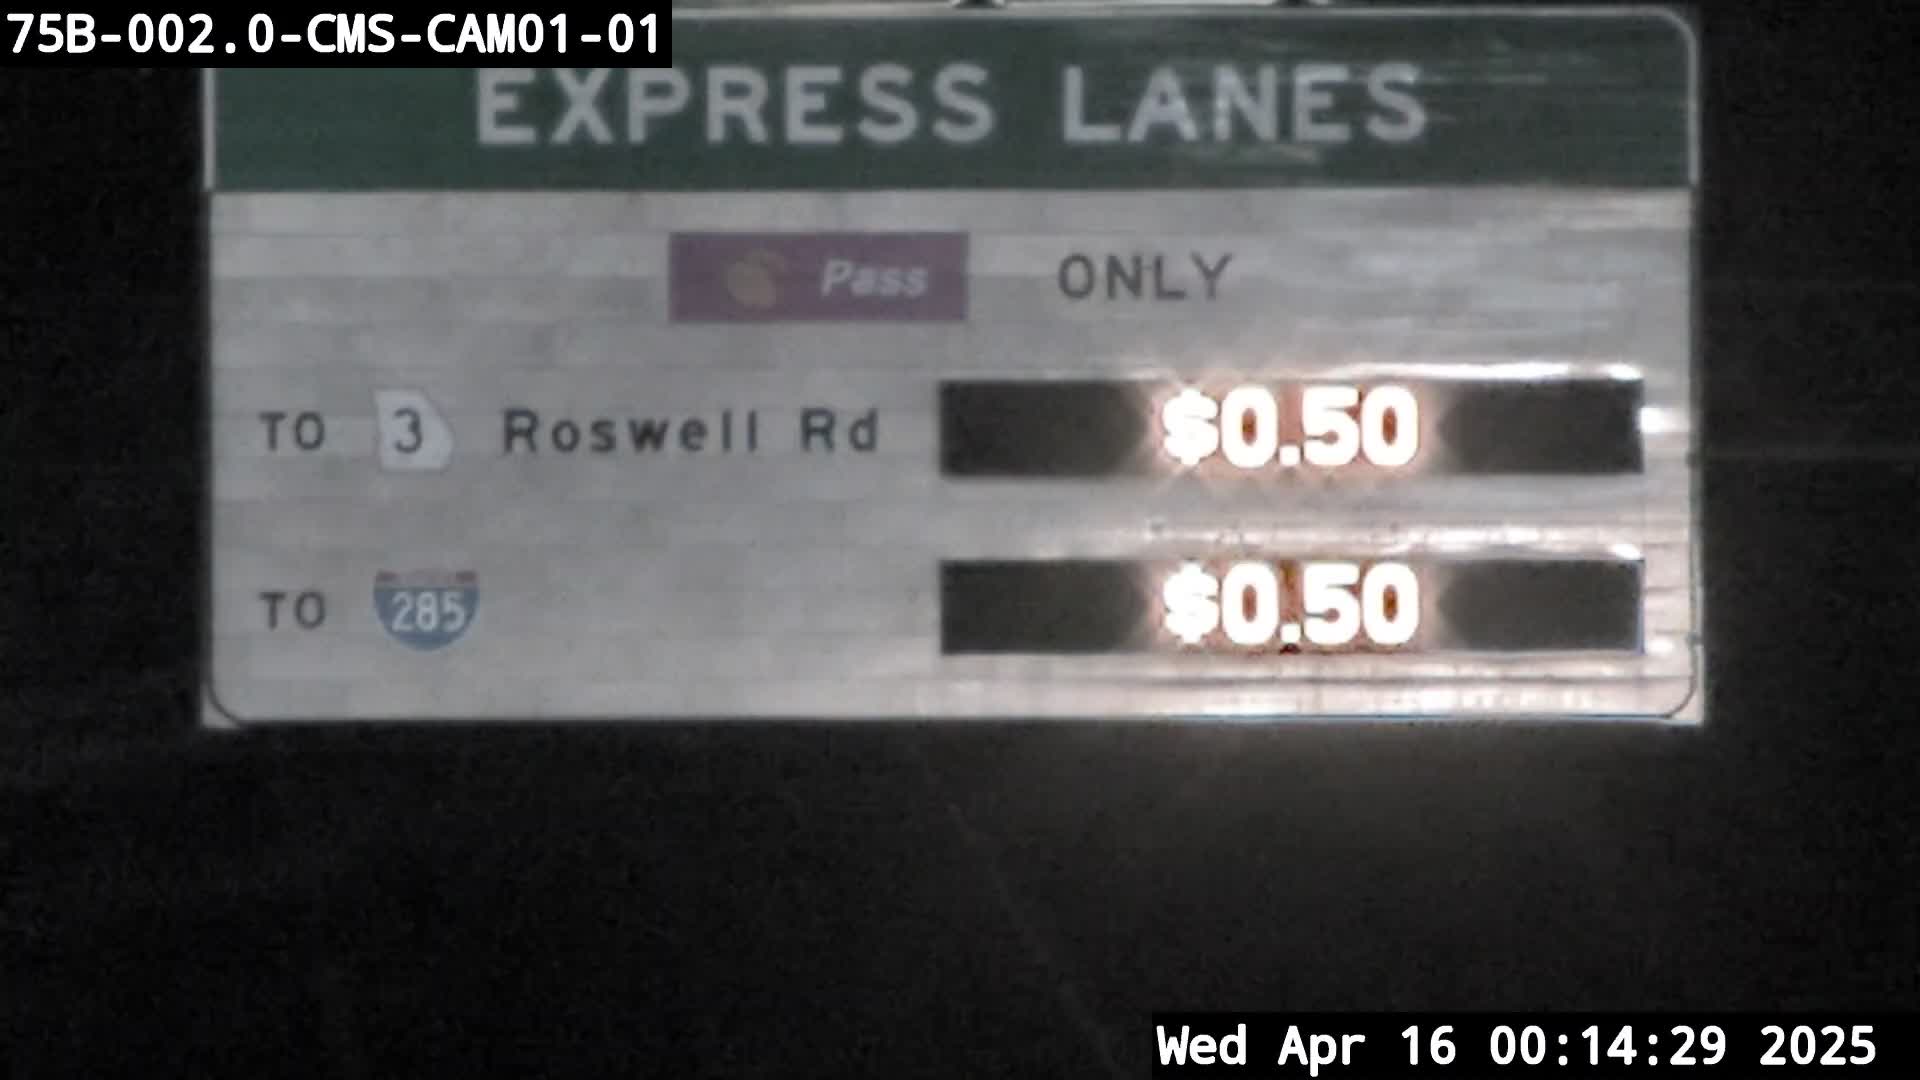 75B-002.0-CMS-CAM01-01
EXPRESS LANES
Pass ONLY
TO 3 Roswell Rd $0.50
TO 285 $0.50
Wed Apr 16 00:14:29 2025